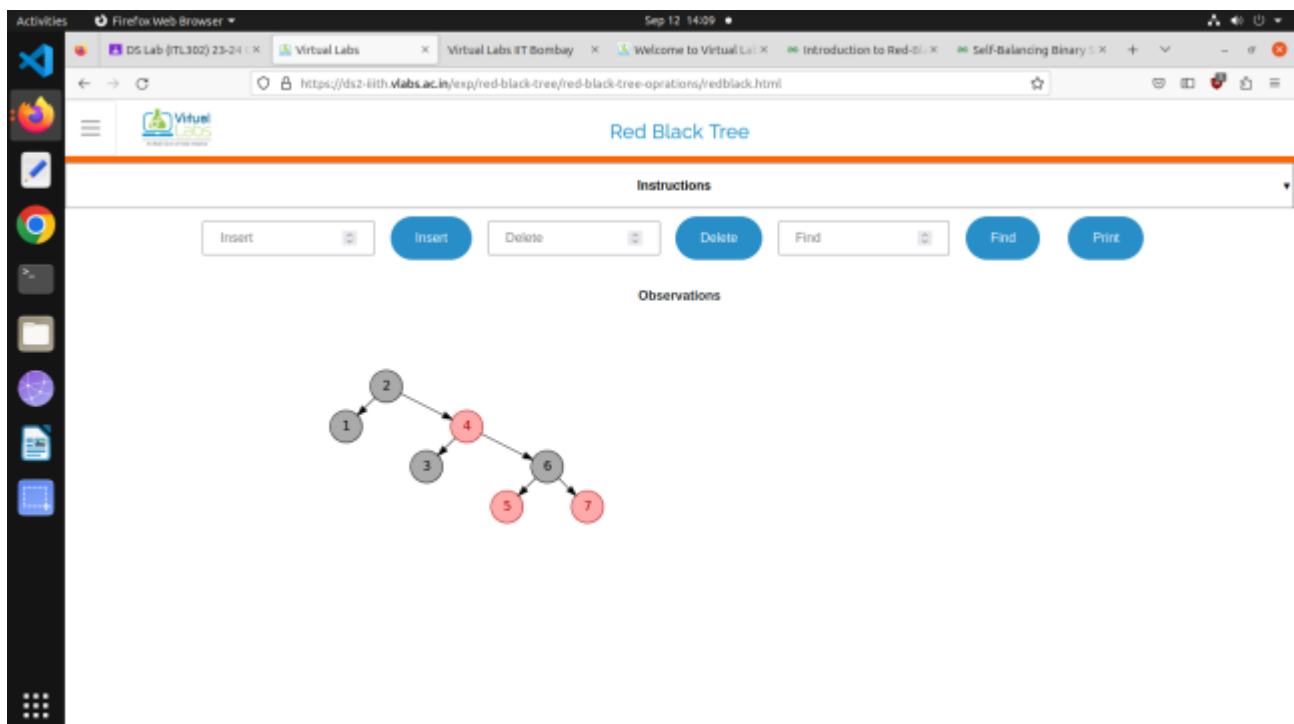 Activities Firefox Web Browser Sep 12 14:09
DS Lab (ITL302) 23-24 Virtual Labs Virtual Labs IIT Bombay Welcome to Virtual La Introduction to Red-Bl Self-Balancing Binary S
https://ds2-iiith.vlabs.ac.in/exp/red-black-tree/red-black-tree-oprations/redblack.html
Virtual
Labs
Red Black Tree
Instructions
Insert Insert Delete Delete Find Find Print
Observations
2
1 4
3 6
5 7